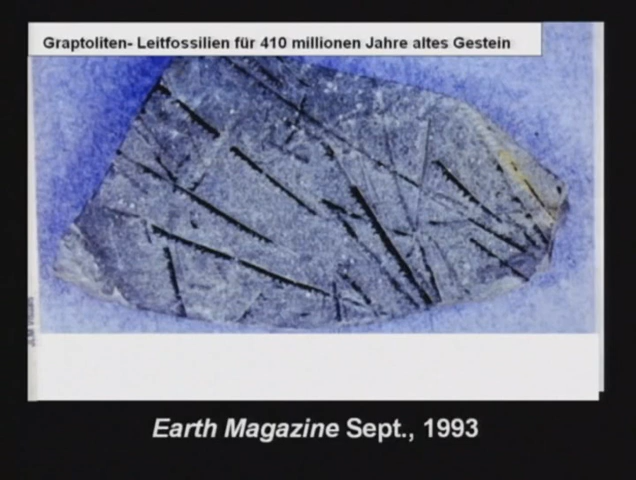 Graptoliten- Leitfossilien für 410 millionen Jahre altes Gestein
Earth Magazine Sept., 1993